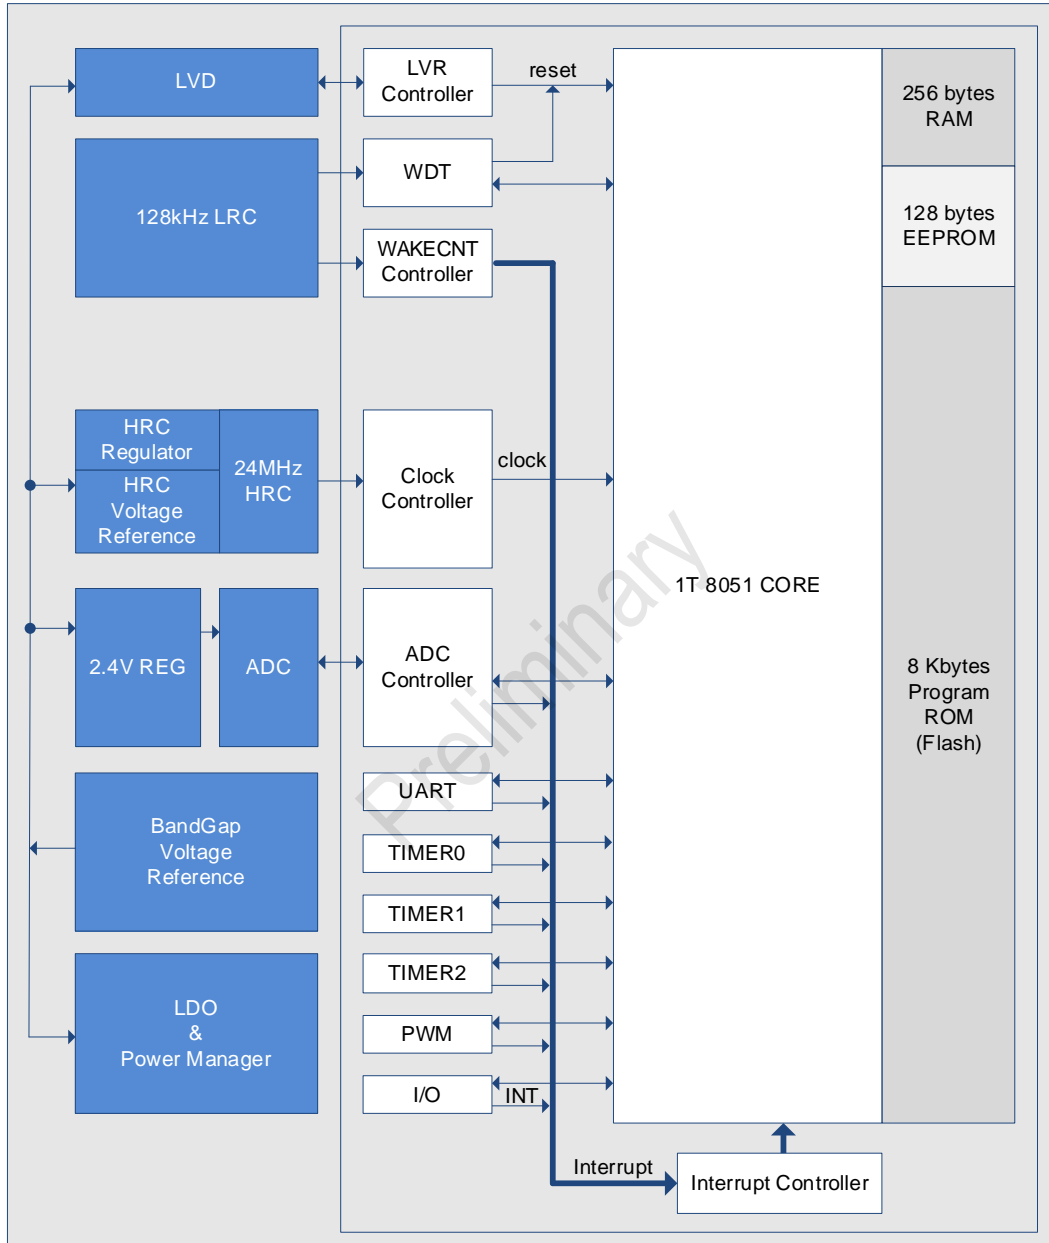 LVD
LVR
Controller
reset
256 bytes
RAM
128kHz LRC
WDT
WAKECNT
Controller
128 bytes
EEPROM
HRC
Regulator
HRC
Voltage
Reference
24MHz
HRC
Clock
Controller
clock
1T 8051 CORE
2.4V REG
ADC
ADC
Controller
8 Kbytes
Program
ROM
(Flash)
Preliminary
BandGap
Voltage
Reference
UART
TIMER0
TIMER1
TIMER2
LDO
&
Power Manager
PWM
I/O
INT
Interrupt
Interrupt Controller